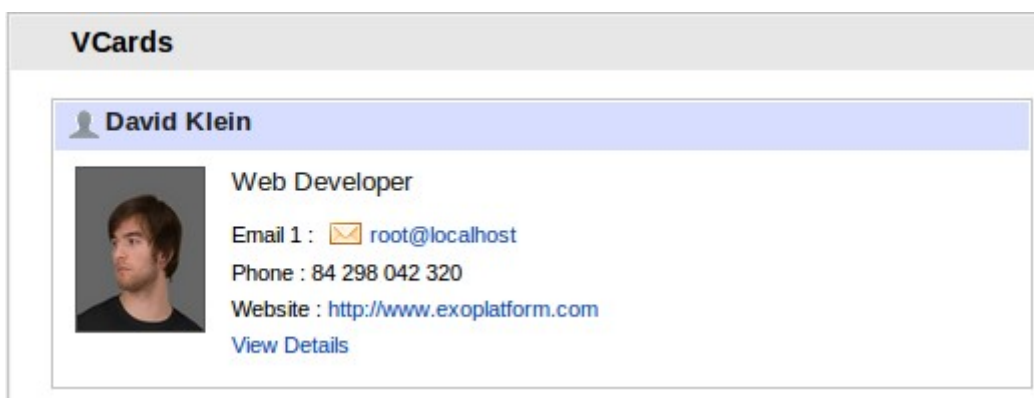 VCards
David Klein
Web Developer
Email 1 : root@localhost
Phone : 84 298 042 320
Website : http://www.exoplatform.com
View Details